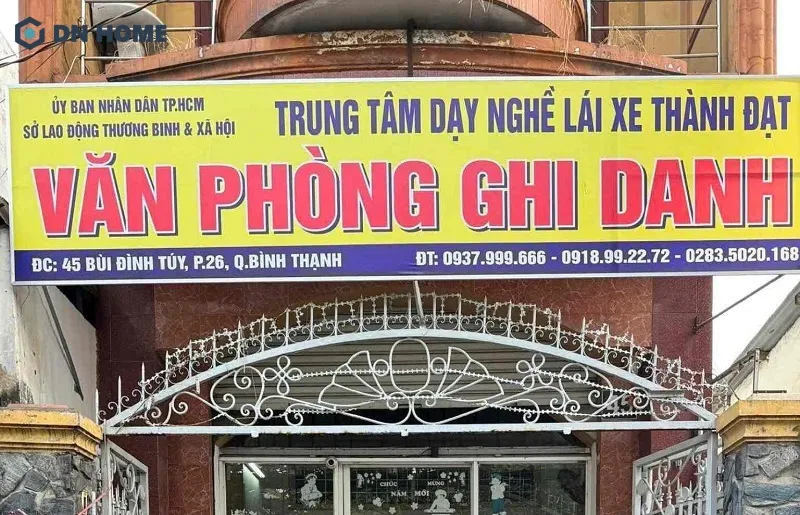 DN HOME
ỦY BAN NHÂN DÂN TP.HCM
SỞ LAO ĐỘNG THƯƠNG BINH & XÃ HỘI
TRUNG TÂM DẠY NGHỀ LÁI XE THÀNH ĐẠT
VĂN PHÒNG GHI DANH
ĐC: 45 BÙI ĐÌNH TÚY, P.26, Q.BÌNH THẠNH
ĐT: 0937.999.666 - 0918.99.22.72 - 0283.5020.168
CHÚC MỪNG
NĂM MỚI